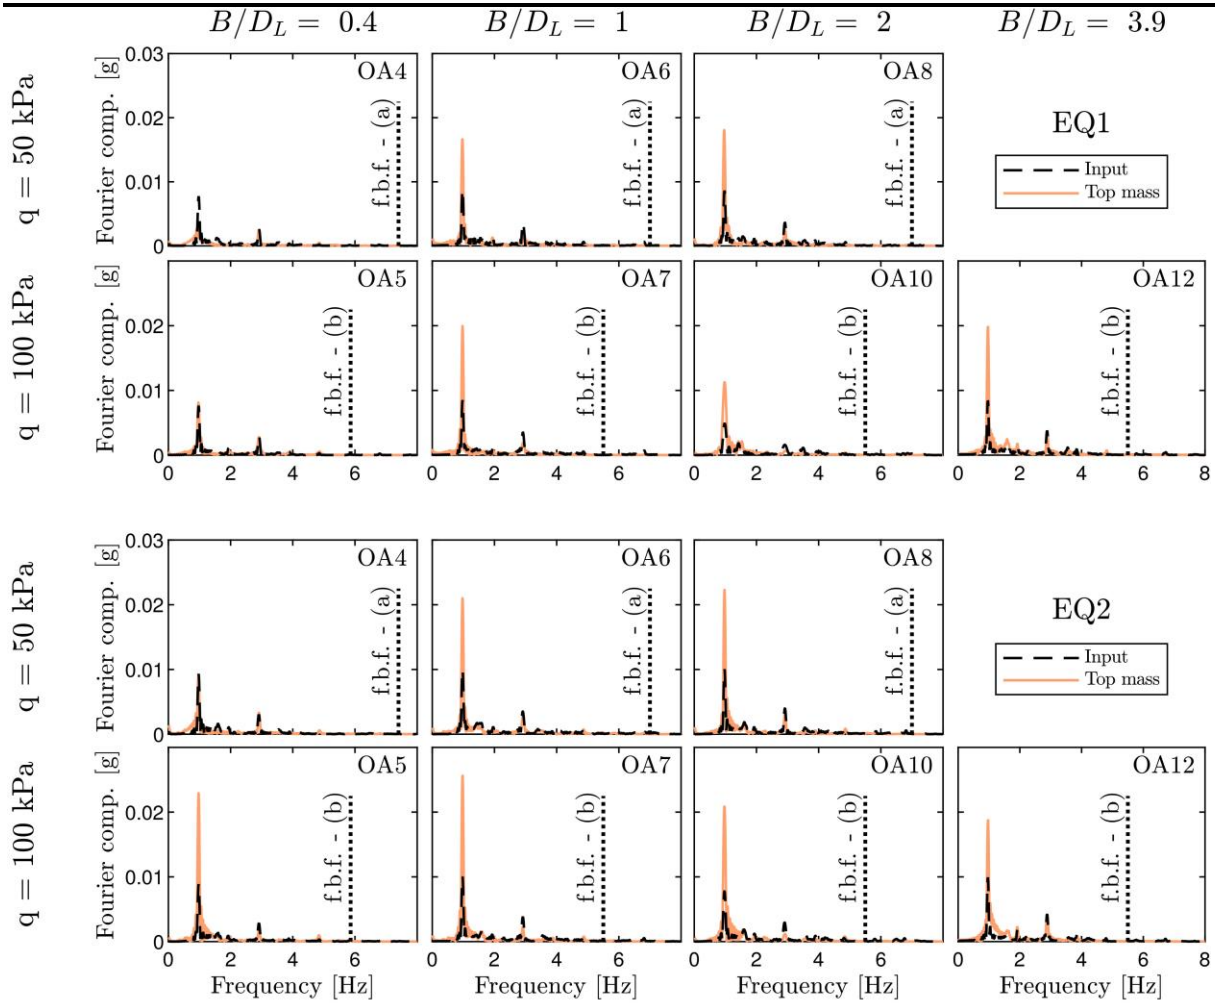 B/D_L = 0.4 B/D_L = 1 B/D_L = 2 B/D_L = 3.9
q = 50 kPa
Fourier comp. [g]
0.03
0.02
0.01
0
OA4
f.b.f. - (a)
OA6
f.b.f. - (a)
OA8
f.b.f. - (a)
EQ1
Input
Top mass
q = 100 kPa
Fourier comp. [g]
0.02
0.01
0
OA5
f.b.f. - (b)
OA7
f.b.f. - (b)
OA10
f.b.f. - (b)
OA12
f.b.f. - (b)
0 2 4 6 0 2 4 6 0 2 4 6 0 2 4 6 8
q = 50 kPa
Fourier comp. [g]
0.03
0.02
0.01
0
OA4
f.b.f. - (a)
OA6
f.b.f. - (a)
OA8
f.b.f. - (a)
EQ2
Input
Top mass
q = 100 kPa
Fourier comp. [g]
0.02
0.01
0
OA5
f.b.f. - (b)
OA7
f.b.f. - (b)
OA10
f.b.f. - (b)
OA12
f.b.f. - (b)
0 2 4 6 0 2 4 6 0 2 4 6 0 2 4 6 8
Frequency [Hz] Frequency [Hz] Frequency [Hz] Frequency [Hz]